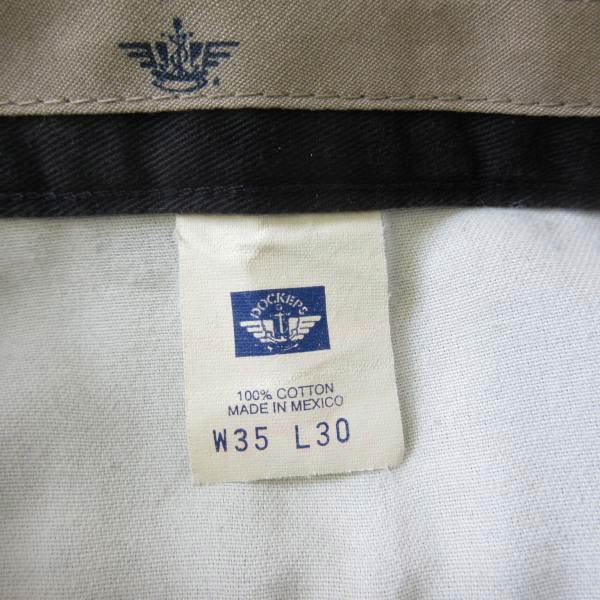 DOCKERS
100% COTTON
MADE IN MEXICO
W35 L30